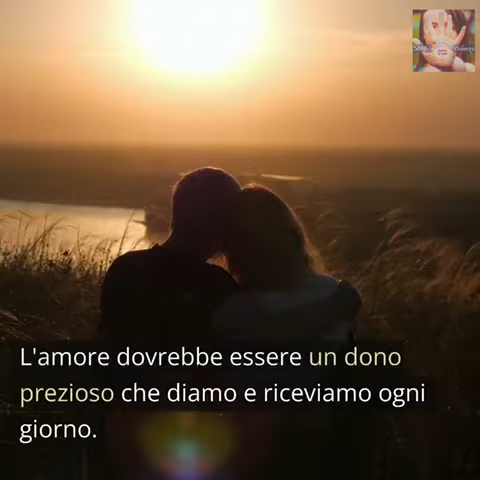 L'amore dovrebbe essere un dono
prezioso che diamo e riceviamo ogni
giorno.